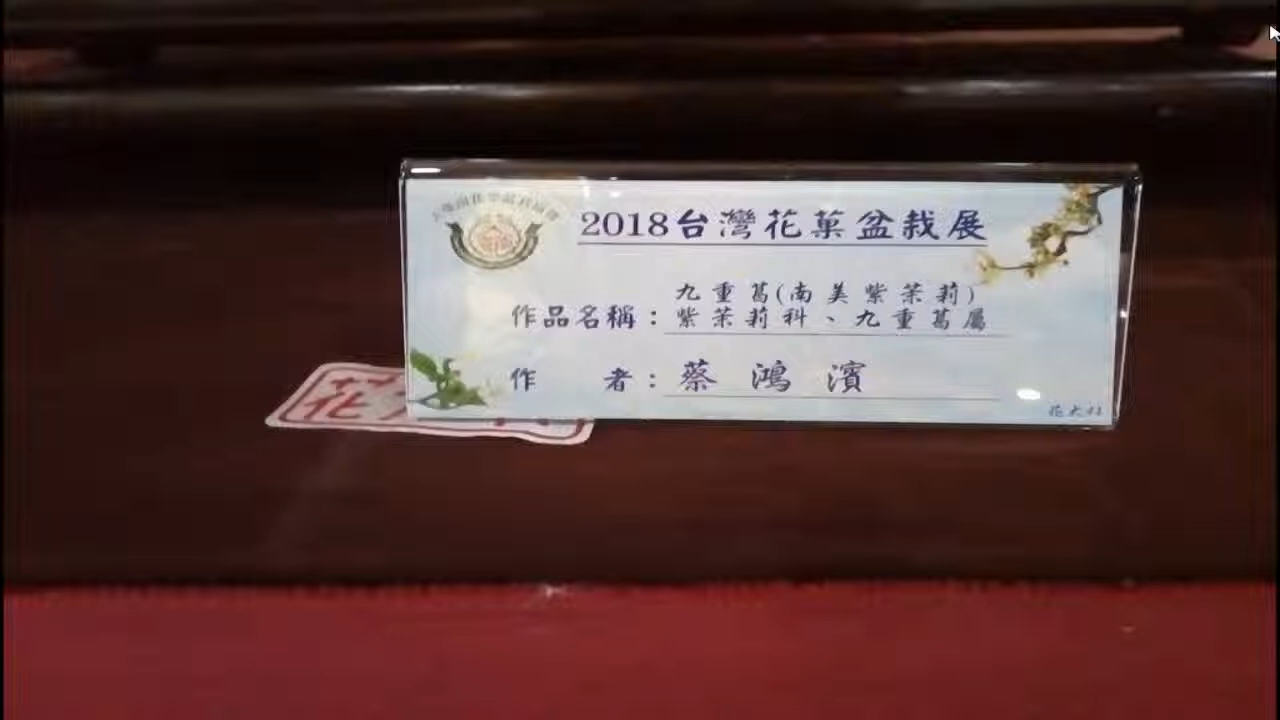 2018台灣花菓盆栽展
九重葛(南美紫茉莉)
作品名稱：紫茉莉科、九重葛屬
作者：蔡鴻濱
花